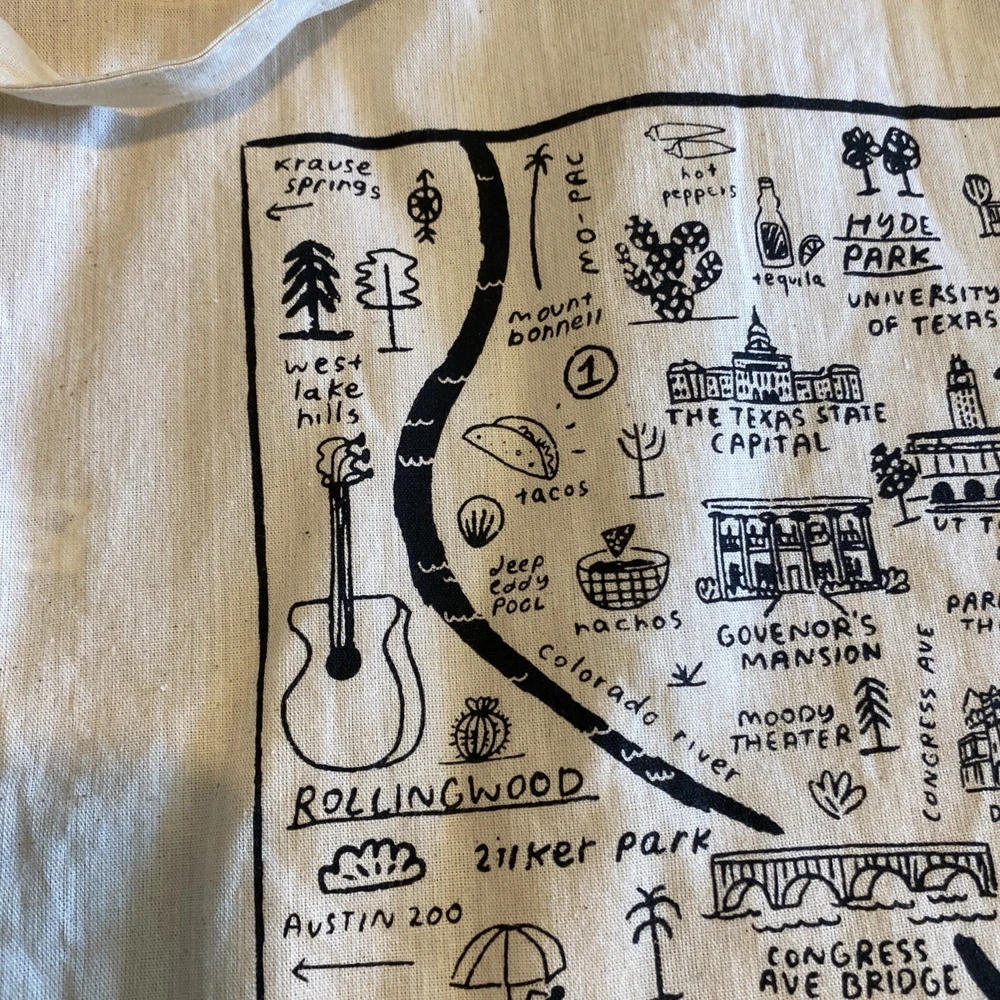 Krause
springs
MO-PAC
hot
peppers
tequila
HYDE
PARK
UNIVERSITY
OF TEXAS
mount
bonnell
1
west
lake
hills
THE TEXAS STATE
CAPITAL
tacos
UT T
deep
eddy
POOL
nachos
GOVENOR'S
MANSION
CONGRESS AVE
colorado river
MOODY
THEATER
ROLLINGWOOD
zilker park
AUSTIN ZOO
CONGRESS
AVE BRIDGE